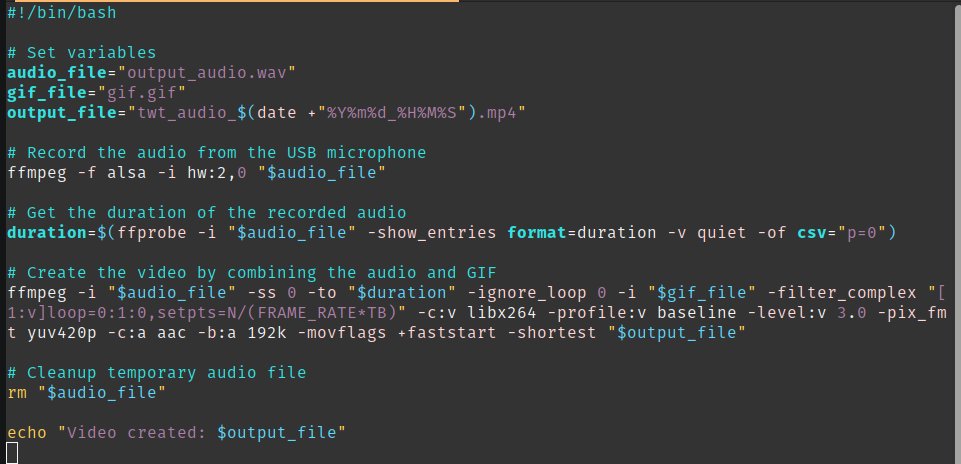 #!/bin/bash
# Set variables
audio_file="output_audio.wav"
gif_file="gif.gif"
output_file="twt_audio_$(date +"%Y%m%d_%H%M%S").mp4"
# Record the audio from the USB microphone
ffmpeg -f alsa -i hw:2,0 "$audio_file"
# Get the duration of the recorded audio
duration=$(ffprobe -i "$audio_file" -show_entries format=duration -v quiet -of csv="p=0")
# Create the video by combining the audio and GIF
ffmpeg -i "$audio_file" -ss 0 -to "$duration" -ignore_loop 0 -i "$gif_file" -filter_complex "[
1:v]loop=0:1:0,setpts=N/(FRAME_RATE*TB)" -c:v libx264 -profile:v baseline -level:v 3.0 -pix_fm
t yuv420p -c:a aac -b:a 192k -movflags +faststart -shortest "$output_file"
# Cleanup temporary audio file
rm "$audio_file"
echo "Video created: $output_file"